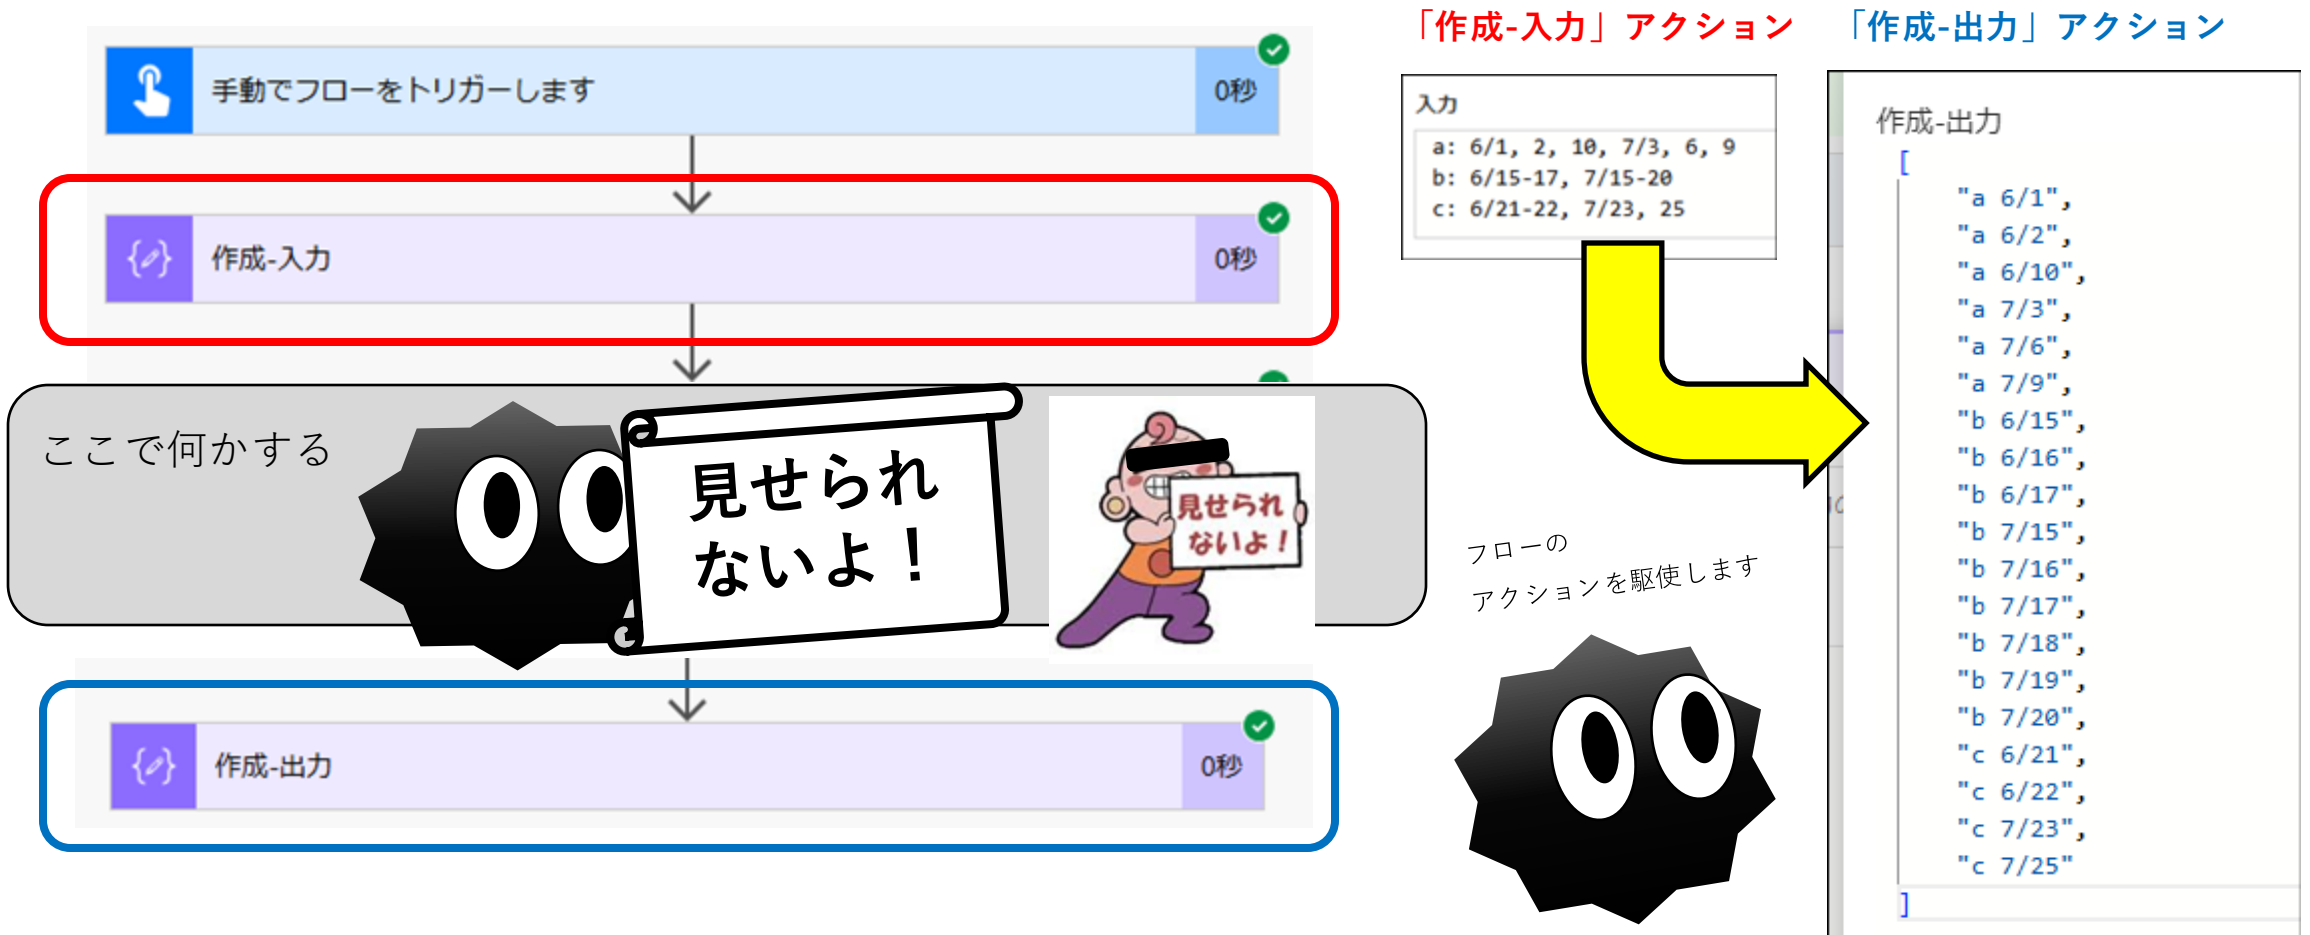 手動でフローをトリガーします
0秒
作成-入力
0秒
ここで何かする
見せられ
ないよ！
見せられ
ないよ！
作成-出力
0秒
「作成-入力」アクション
入力
a: 6/1, 2, 10, 7/3, 6, 9
b: 6/15-17, 7/15-20
c: 6/21-22, 7/23, 25
フローの
アクションを駆使します
「作成-出力」アクション
作成-出力
[
"a 6/1",
"a 6/2",
"a 6/10",
"a 7/3",
"a 7/6",
"a 7/9",
"b 6/15",
"b 6/16",
"b 6/17",
"b 7/15",
"b 7/16",
"b 7/17",
"b 7/18",
"b 7/19",
"b 7/20",
"c 6/21",
"c 6/22",
"c 7/23",
"c 7/25"
]